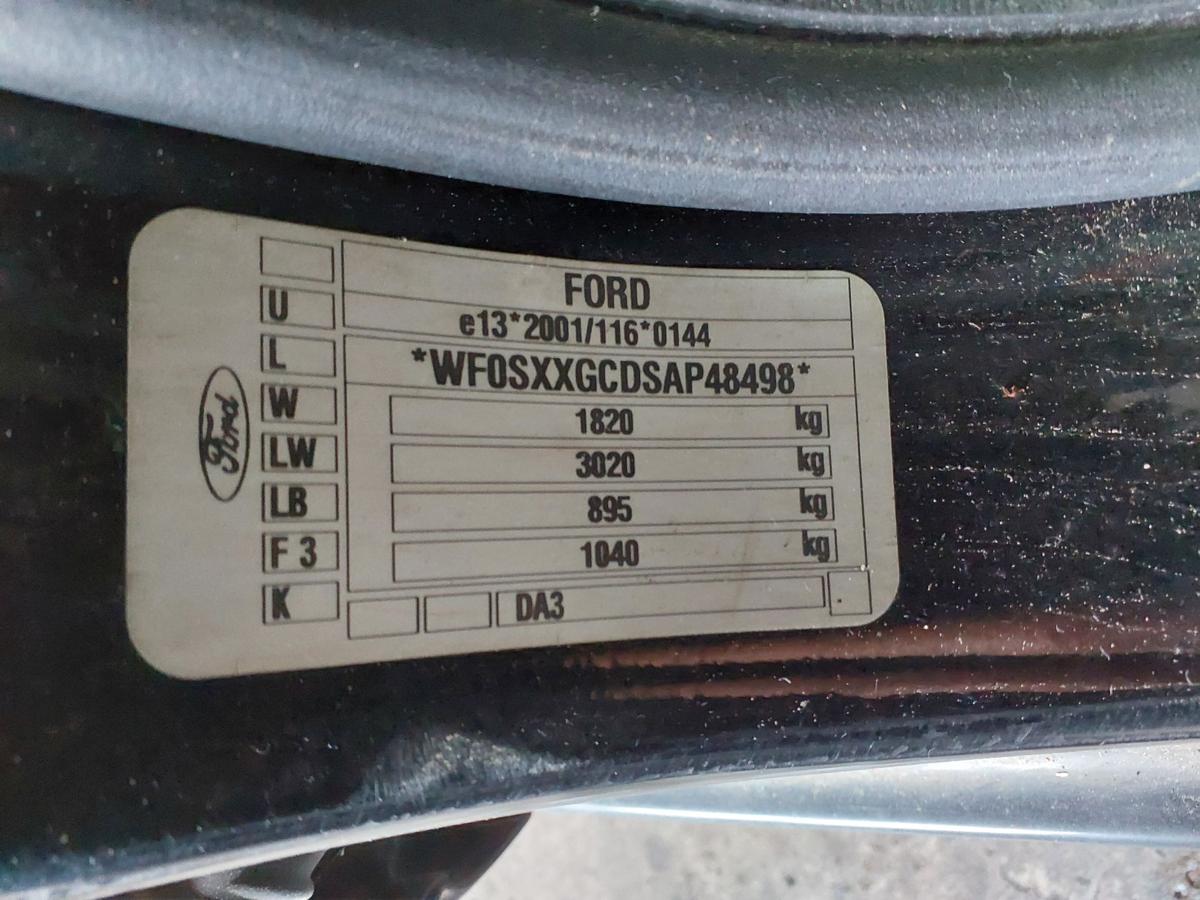 FORD
e13*2001/116*0144
*WF0SXXGCDSAP48498*
U
L
W 1820 kg
LW 3020 kg
LB 895 kg
F 3 1040 kg
K DA3
Ford